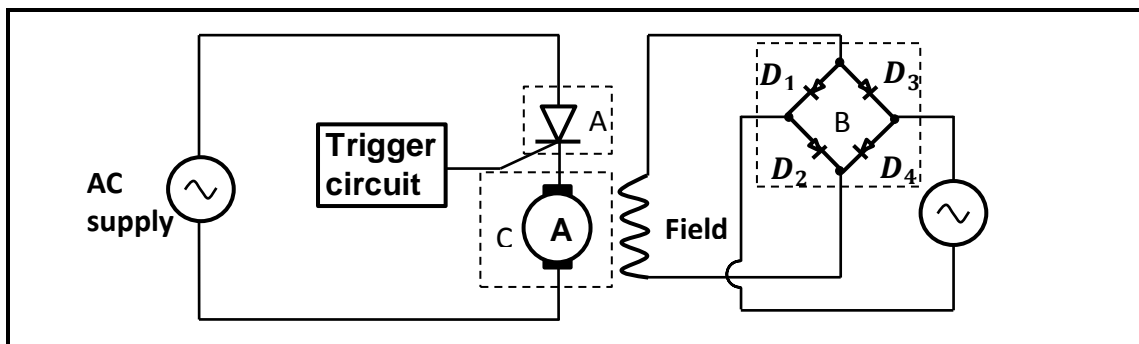 D1
D3
A
B
Trigger
circuit
D2
D4
AC
supply
C
A
Field